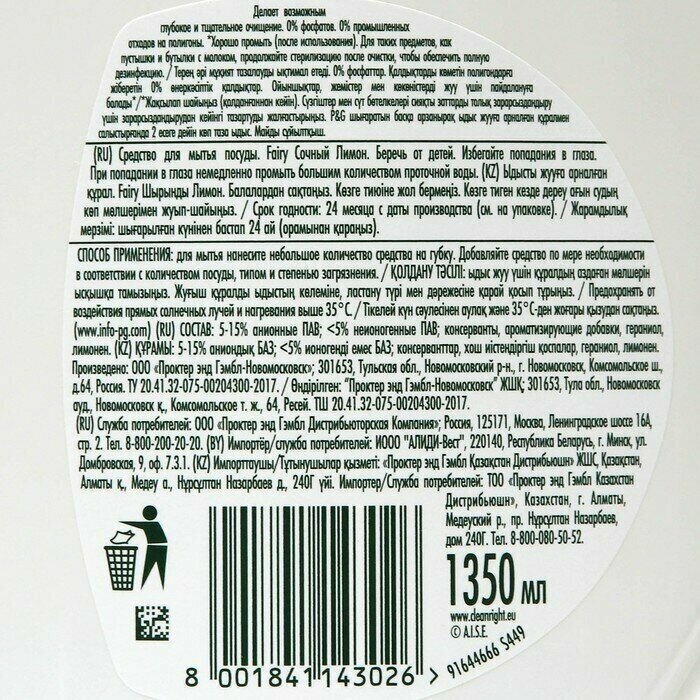 Делает возможным
глубокое и тщательное очищение. 0% фосфатов. 0% промышленных
отходов на полигоны. *Хорошо промыть (после использования). Для таких предметов, как
пустышки и бутылки с молоком, продолжайте стерилизацию после очистки, чтобы обеспечить полную
дезинфекцию. / Терең әрі мұқият тазалауды ықтимал етеді. 0% фосфаттар. Қалдықтарды көметін полигондарға
жіберетін 0% өнеркәсіптік қалдықтар. Ойыншықтар, жемістер мен көкөністерді жуу үшін пайдалануға
болады*/*Жақсылап шайыңыз (қолданғаннан кейін). Сүзгіштер мен сүт бөтелкелері сияқты заттарды толық зарарсыздандыру
үшін зарарсыздандырудан кейінгі тазартуды жалғастырыңыз. P&G шығаратын басқа арзанырақ ыдыс жууға арналған құралмен
салыстырғанда 2 есеге дейін көп таза ыдыс. Майды сұйылтқыш.
(RU) Средство для мытья посуды. Fairy Сочный Лимон. Беречь от детей. Избегайте попадания в глаза.
При попадании в глаза немедленно промыть большим количеством проточной воды. (KZ) Ыдысты жууға арналған
құрал. Fairy Шырынды Лимон. Балалардан сақтаңыз. Көзге тиюіне жол бермеңіз. Көзге тиген кезде дереу ағын судың
көп мөлшерімен жуып-шайыңыз. / Срок годности: 24 месяца с даты производства (см. на упаковке). / Жарамдылық
мерзімі: шығарылған күнінен бастап 24 ай (орамынан қараңыз).
СПОСОБ ПРИМЕНЕНИЯ: для мытья нанесите небольшое количество средства на губку. Добавляйте средство по мере необходимости
в соответствии с количеством посуды, типом и степенью загрязнения. / ҚОЛДАНУ ТӘСІЛІ: ыдыс жуу үшін құралдың аздаған мөлшерін
ысқышқа тамызыңыз. Жуғыш құралды ыдыстың көлеміне, ластану түрі мен дәрежесіне қарай қосып тұрыңыз. / Предохранять от
воздействия прямых солнечных лучей и нагревания выше 35°С. / Тікелей күн сәулесінен аулақ және 35°С-ден жоғары қыздырудан сақтаңыз.
(www.info-pg.com) (RU) СОСТАВ: 5-15% анионные ПАВ; <5% неионогенные ПАВ; консерванты, ароматизирующие добавки, гераниол,
лимонен. (KZ) ҚҰРАМЫ: 5-15% аниондық БАЗ; <5% ионогенді емес БАЗ; консерванттар, хош иістендіргіш қоспалар, гераниол, лимонен.
Произведено: ООО «Проктер энд Гэмбл-Новомосковск»; 301653, Тульская обл., Новомосковский р-н., г. Новомосковск, Комсомольское ш.,
д.64, Россия. ТУ 20.41.32-075-00204300-2017. / Өндірілген: "Проктер энд Гэмбл-Новомосковск" ЖШҚ; 301653, Тула обл., Новомосковск
ауд., Новомосковск қ., Комсомольское т. ж., 64, Ресей. ТШ 20.41.32-075-00204300-2017.
(RU) Служба потребителей: ООО «Проктер энд Гэмбл Дистрибьюторская Компания»; Россия, 125171, Москва, Ленинградское шоссе 16А,
стр. 2. Тел. 8-800-200-20-20. (BY) Импортёр/служба потребителей: ИООО "АЛИДИ-Вест", 220140, Республика Беларусь, г. Минск, ул.
Домбровская, 9, оф. 7.3.1. (KZ) Импорттаушы/Тұтынушылар қызметі: «Проктер энд Гэмбл Қазақстан Дистрибьюшн» ЖШС, Қазақстан,
Алматы қ., Медеу а., Нұрсұлтан Назарбаев д., 240Г үйі. Импортер/Служба потребителей: ТОО «Проктер энд Гэмбл Казахстан
Дистрибьюшн», Казахстан, г. Алматы,
Медеуский р., пр. Нурсултан Назарбаев,
дом 240Г. Тел. 8-800-080-50-52.
1350 мл
www.cleanright.eu
© A.I.S.E.
91644666 S449
8 001841 143026